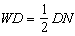 WD = 1/2 DN